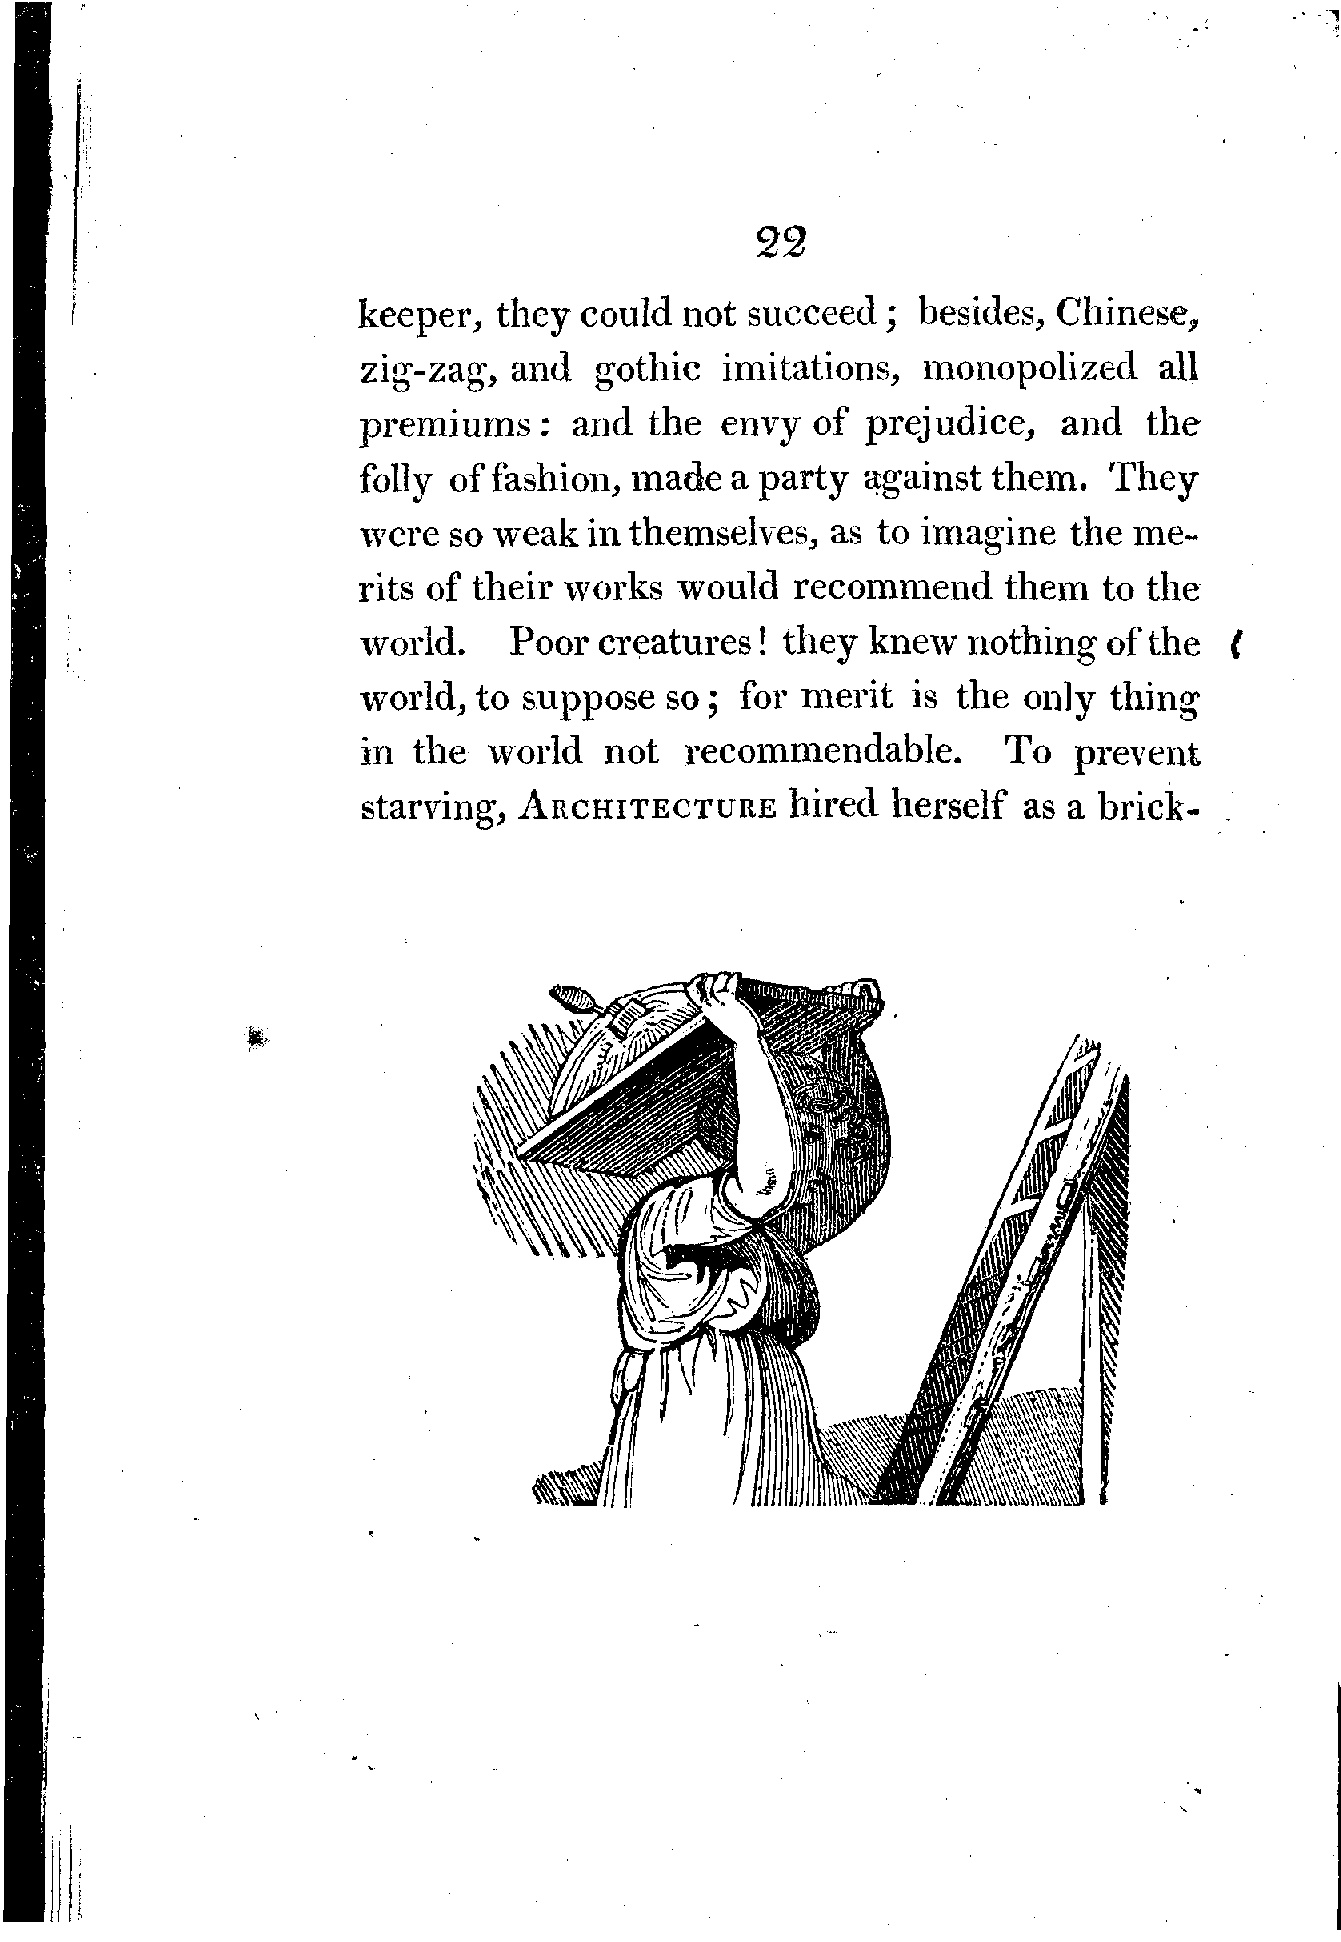 22
keeper, they could not succeed; besides, Chinese,
zig-zag, and gothic imitations, monopolized all
premiums: and the envy of prejudice, and the
folly of fashion, made a party against them. They
were so weak in themselves, as to imagine the me-
rits of their works would recommend them to the
world. Poor creatures! they knew nothing of the
world, to suppose so; for merit is the only thing
in the world not recommendable. To prevent
starving, ARCHITECTURE hired herself as a brick-